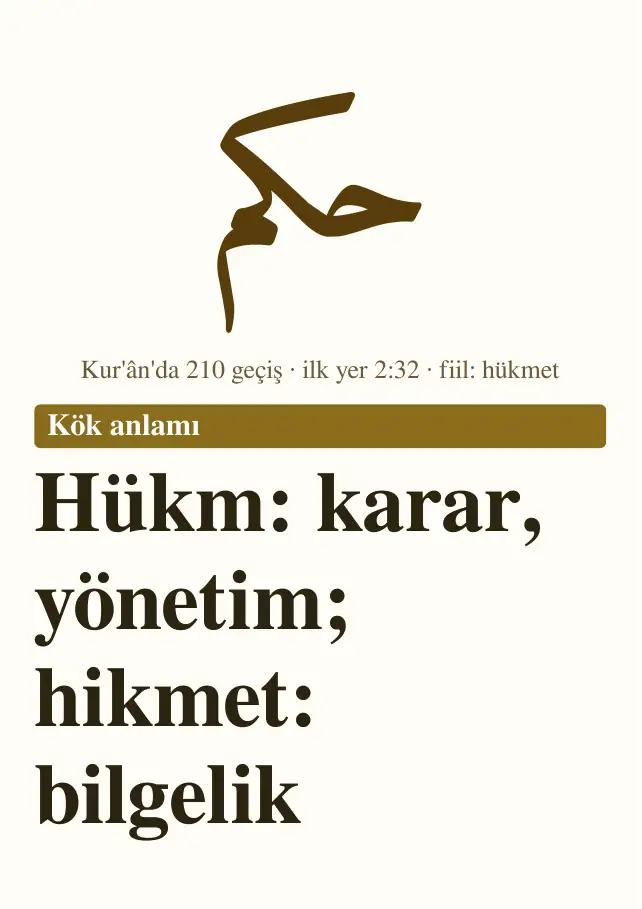 حكم
Kur'ân'da 210 geçiş · ilk yer 2:32 · fiil: hükmet
Kök anlamı
Hükm: karar,
yönetim;
hikmet:
bilgelik